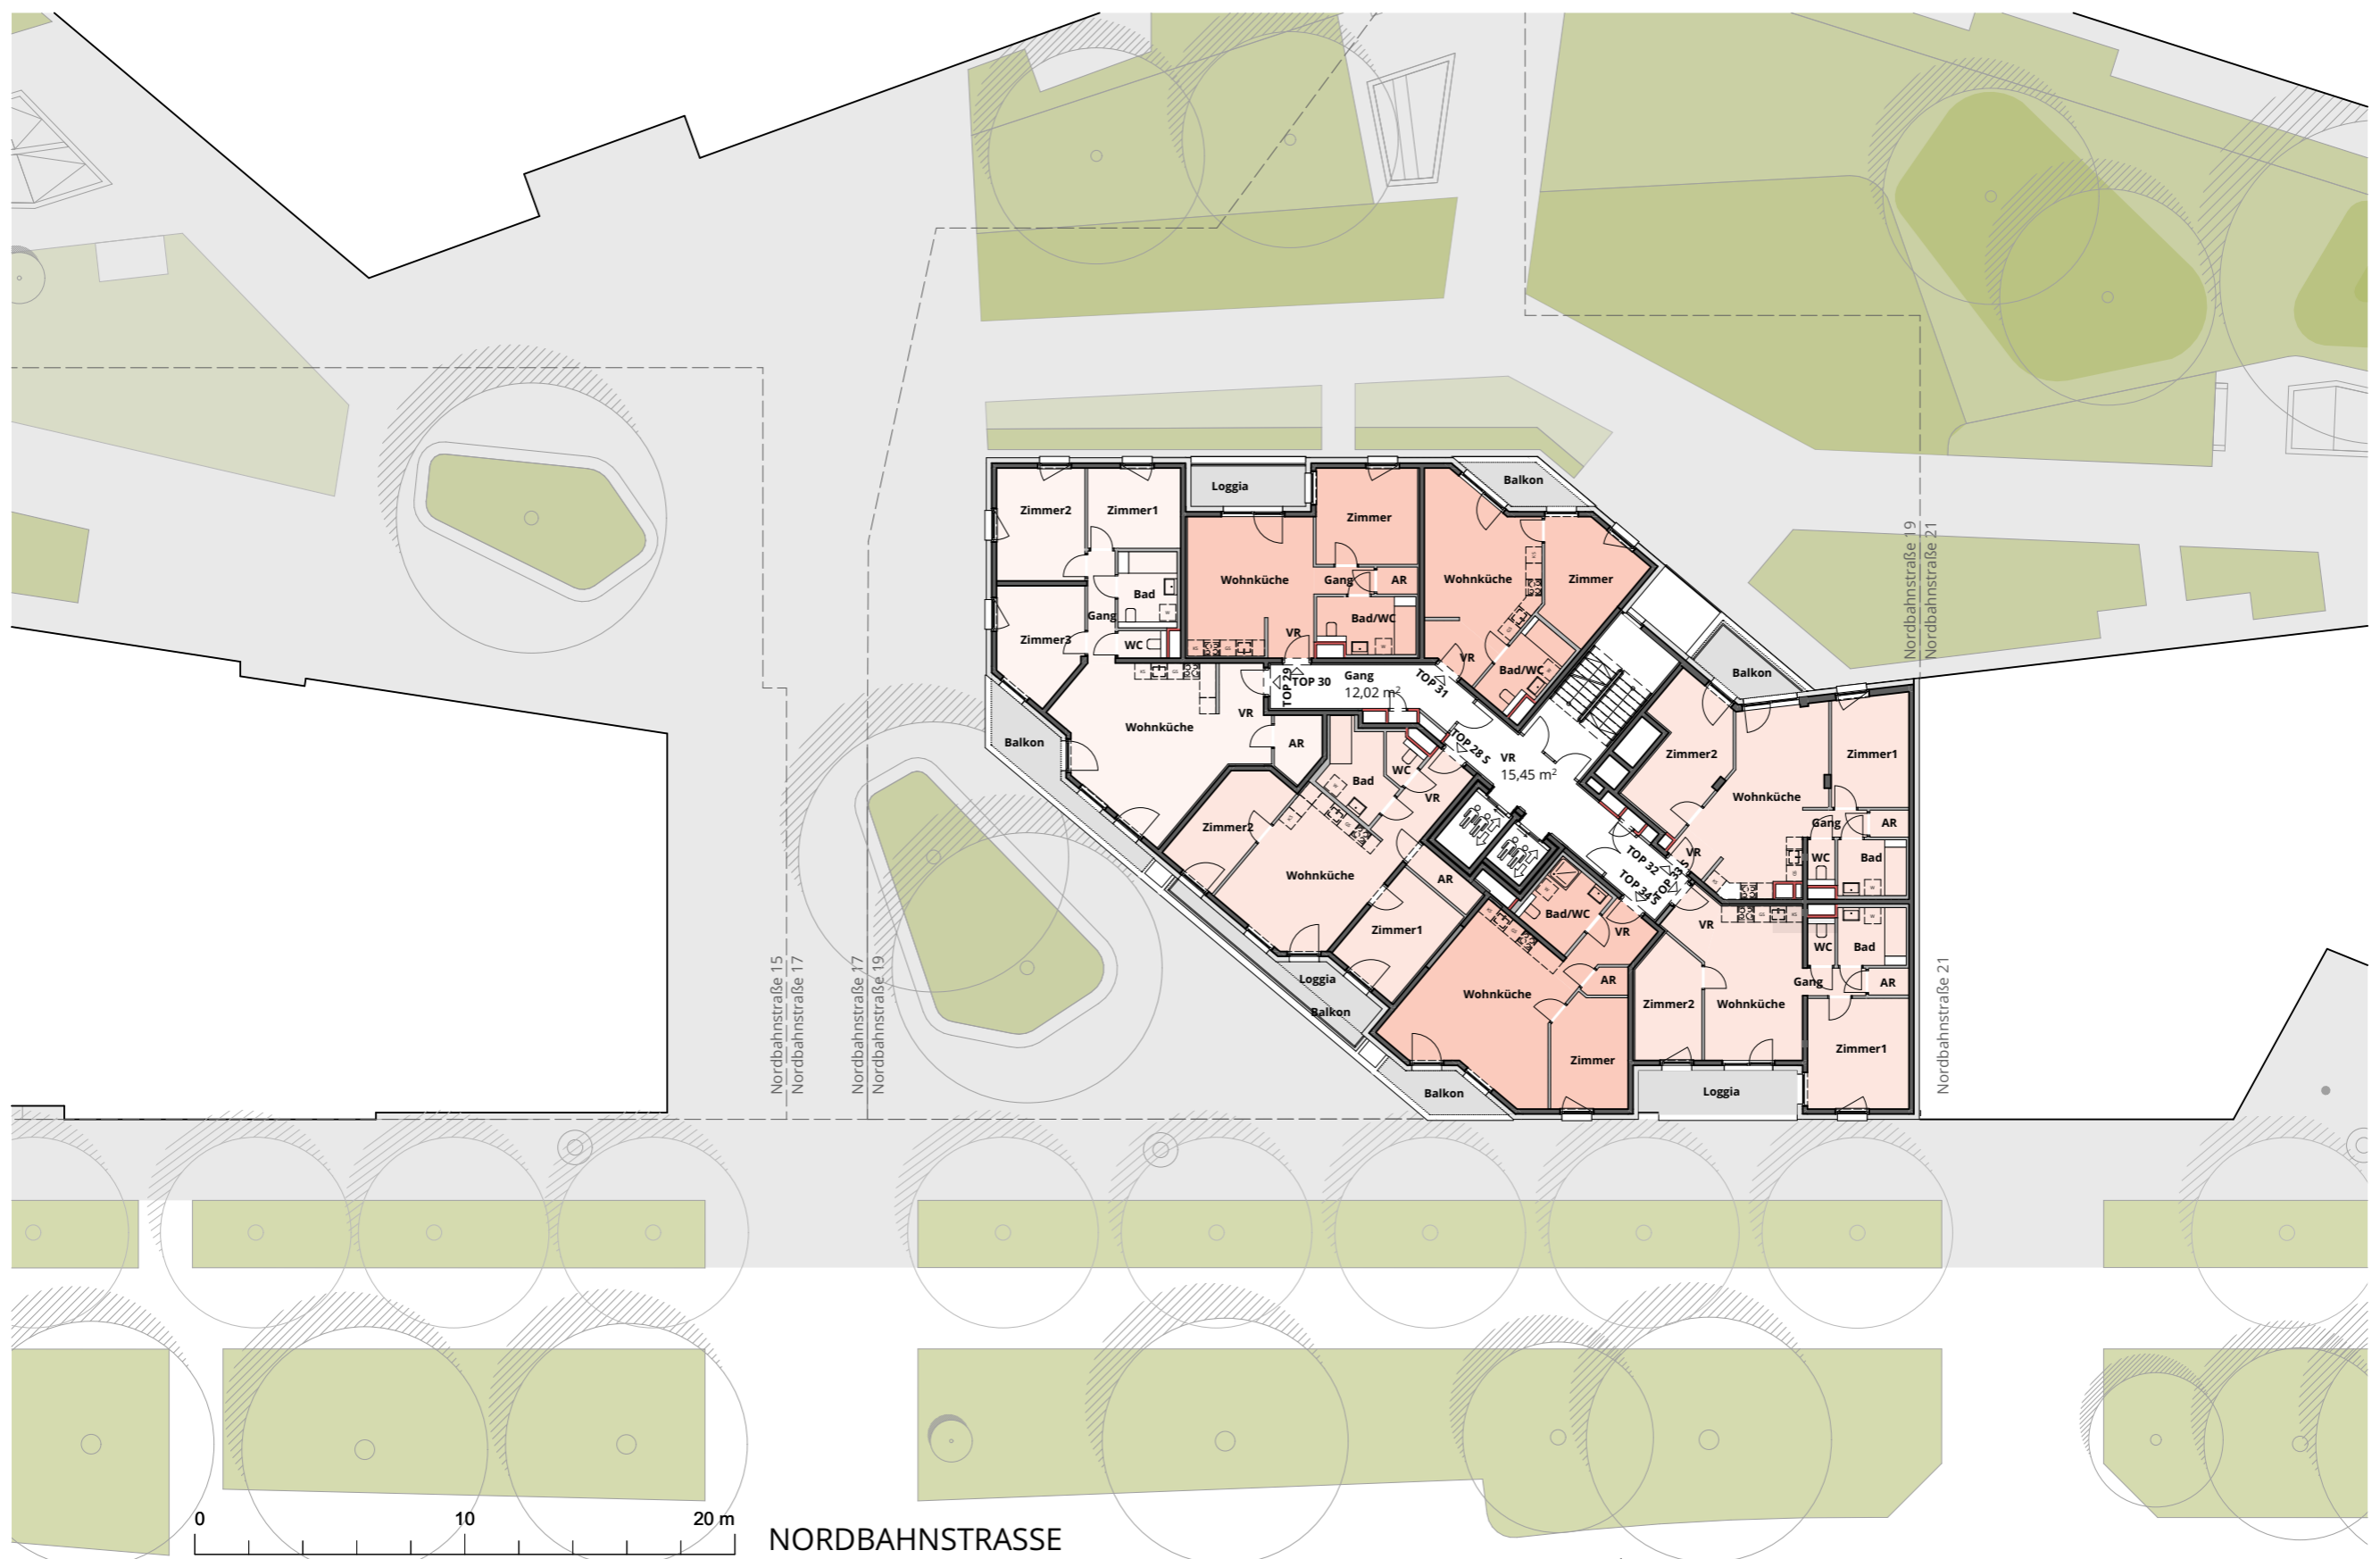 Loggia
Balkon
Zimmer2
Zimmer1
Zimmer
Wohnküche
Gang
AR
Wohnküche
Zimmer
Bad
Bad/WC
Gang
Zimmer3
WC
VR
VR
Bad/WC
Balkon
TOP 29
TOP 30
Gang
12,02 m²
TOP 31
VR
Wohnküche
Balkon
AR
TOP 28 S
VR
15,45 m²
WC
Bad
VR
Zimmer2
Wohnküche
Zimmer1
Gang
AR
WC
Bad
VR
Zimmer2
Wohnküche
AR
TOP 32
TOP 34 S
Zimmer1
Bad/WC
VR
VR
WC
Bad
Loggia
Balkon
Wohnküche
AR
Gang
AR
Zimmer2
Wohnküche
Zimmer1
Zimmer
Balkon
Loggia
Nordbahnstraße 15
Nordbahnstraße 17
Nordbahnstraße 17
Nordbahnstraße 19
Nordbahnstraße 19
Nordbahnstraße 21
Nordbahnstraße 21
0
10
20 m
NORDBAHNSTRASSE